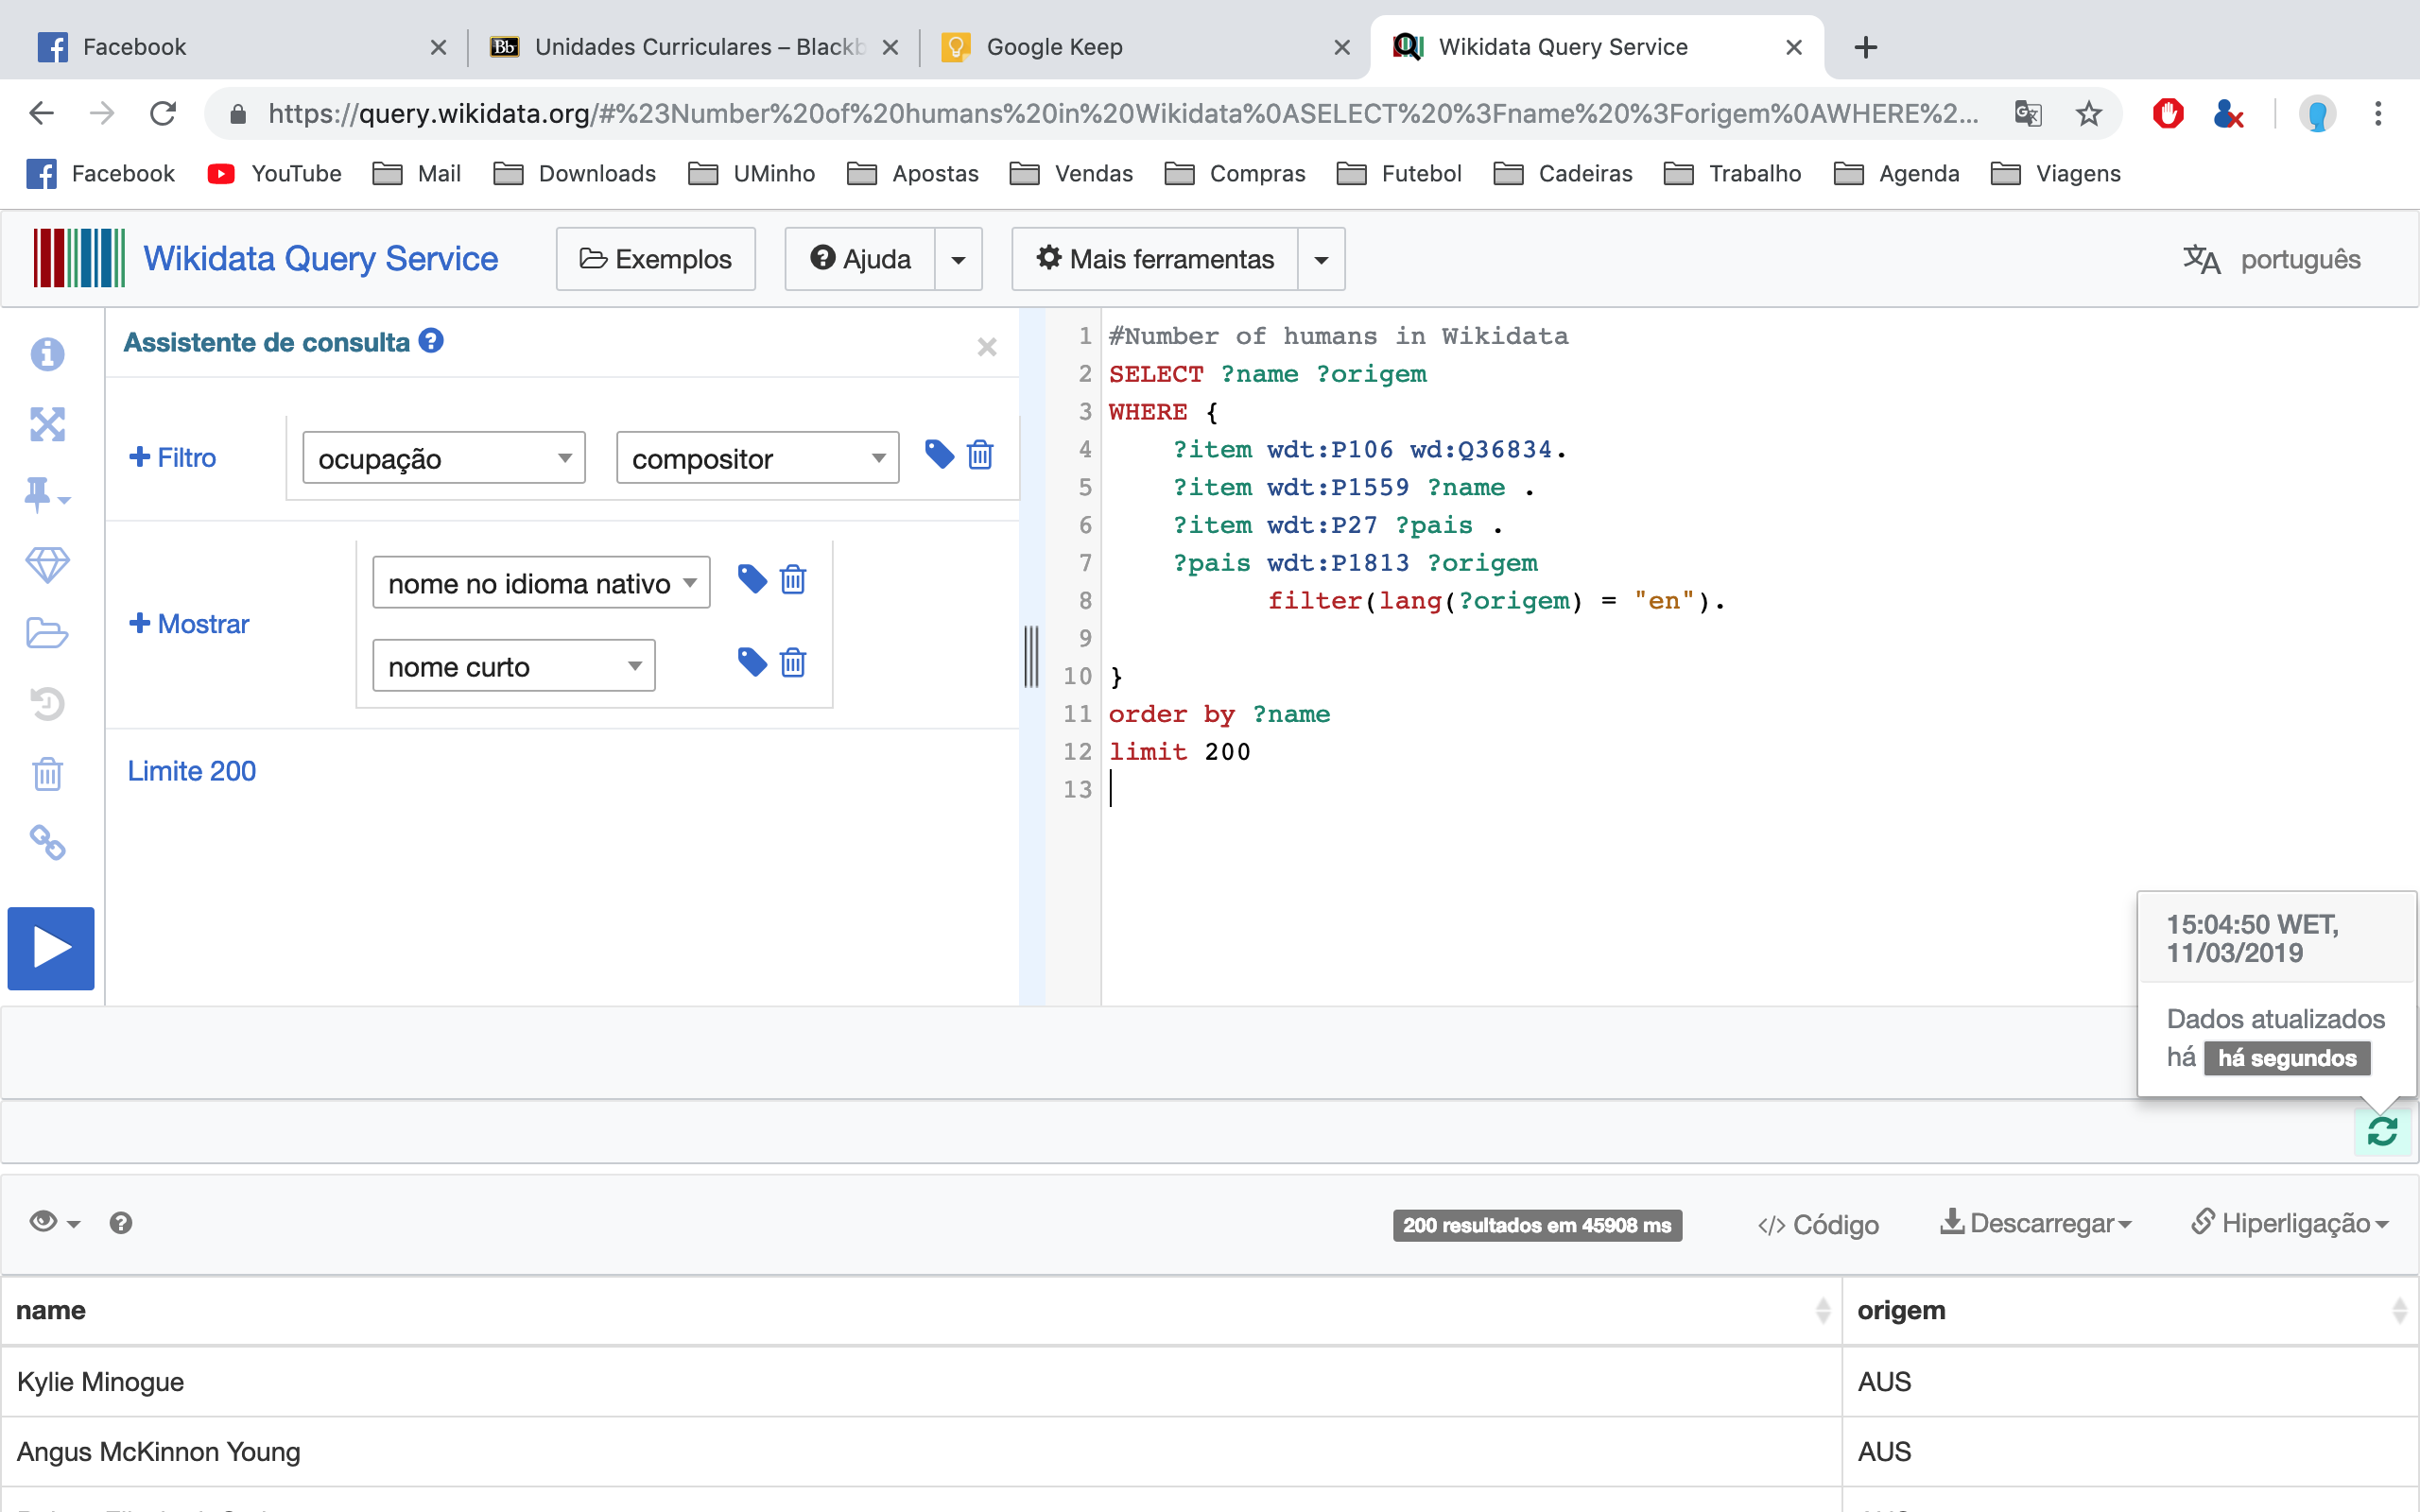 Facebook
Unidades Curriculares – Blackb
Google Keep
Wikidata Query Service
https://query.wikidata.org/#%23Number%20of%20humans%20in%20Wikidata%0ASELECT%20%3Fname%20%3Forigem%0AWHERE%2...
Facebook
YouTube
Mail
Downloads
UMinho
Apostas
Vendas
Compras
Futebol
Cadeiras
Trabalho
Agenda
Viagens
Wikidata Query Service
Exemplos
Ajuda
Mais ferramentas
português
Assistente de consulta
+ Filtro
ocupação
compositor
+ Mostrar
nome no idioma nativo
nome curto
Limite 200
1 #Number of humans in Wikidata
2 SELECT ?name ?origem
3 WHERE {
4 ?item wdt:P106 wd:Q36834.
5 ?item wdt:P1559 ?name .
6 ?item wdt:P27 ?pais .
7 ?pais wdt:P1813 ?origem
8 filter(lang(?origem) = "en").
9
10 }
11 order by ?name
12 limit 200
13
15:04:50 WET,
11/03/2019
Dados atualizados
há há segundos
200 resultados em 45908 ms
</> Código
Descarregar
Hiperligação
name origem
Kylie Minogue AUS
Angus McKinnon Young AUS